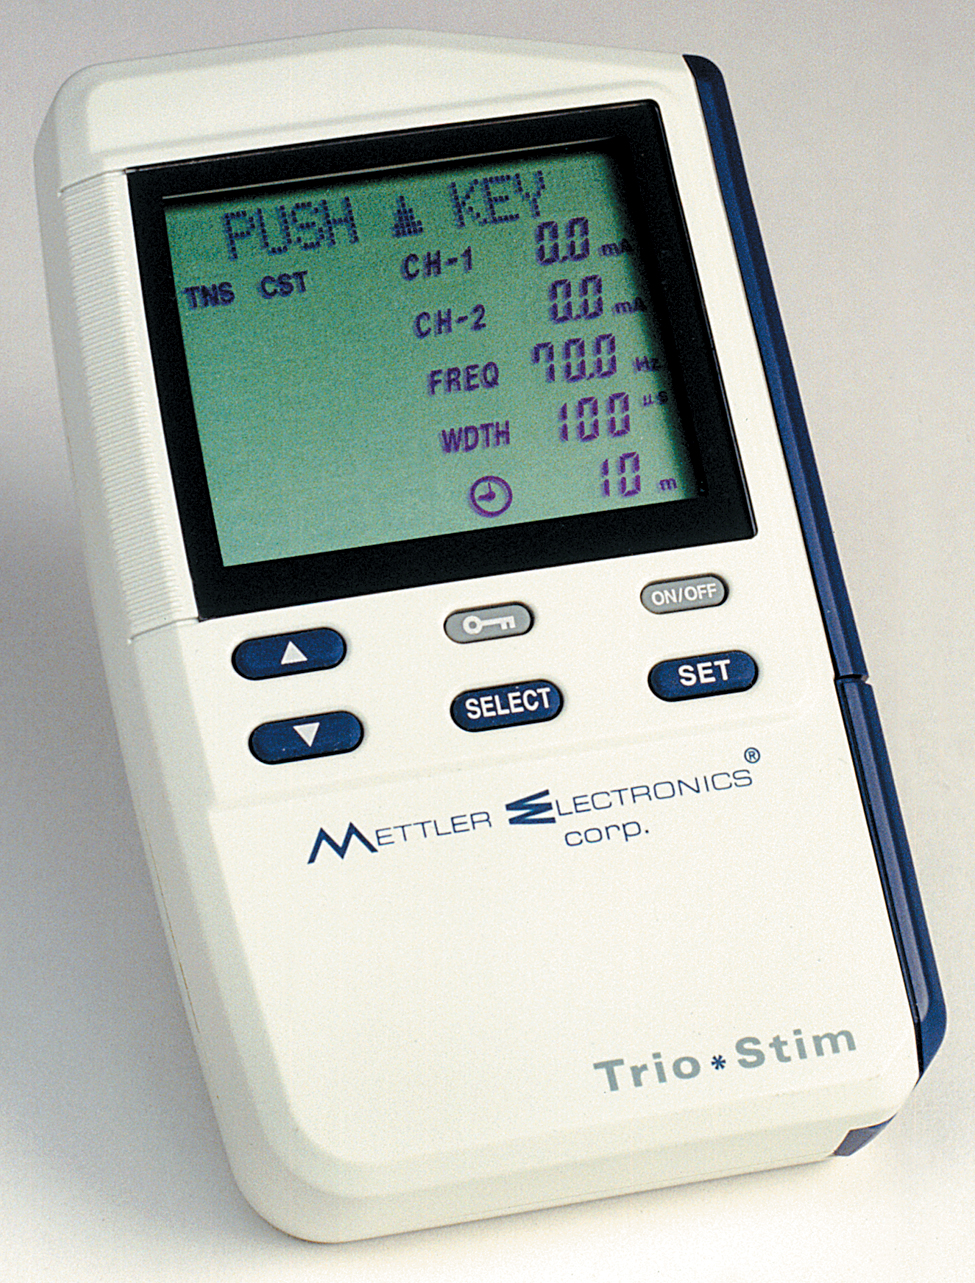 PUSH ▲ KEY
TNS CST CH-1 0.0 mA
CH-2 0.0 mA
FREQ 70.0 Hz
WDTH 100 µs
10 m
ON/OFF
SELECT SET
METTLER ELECTRONICS®
corp.
Trio*Stim